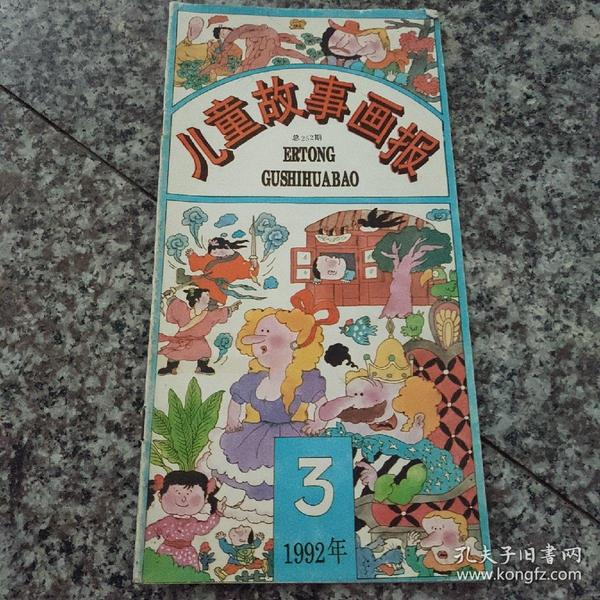 儿童故事画报
总252期
ERTONG
GUSHIHUABAO
3
1992年
孔夫子旧書网
www.kongfz.com